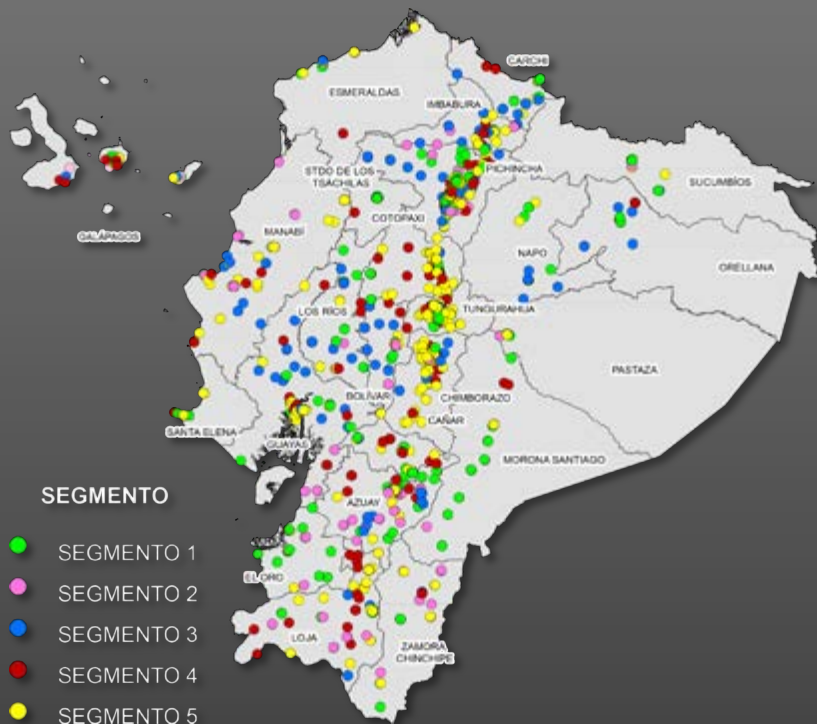 CARCHI
ESMERALDAS
IMBABURA
PICHINCHA
STDO DE LOS
TSACHILAS
SUCUMBÍOS
COTOPAXI
MANABÍ
GALÁPAGOS
NAPO
ORELLANA
LOS RÍOS
TUNGURAHUA
PASTAZA
BOLÍVAR
CHIMBORAZO
CAÑAR
SANTA ELENA
GUAYAS
MORONA SANTIAGO
AZUAY
EL ORO
LOJA
ZAMORA
CHINCHIPE
SEGMENTO
SEGMENTO 1
SEGMENTO 2
SEGMENTO 3
SEGMENTO 4
SEGMENTO 5